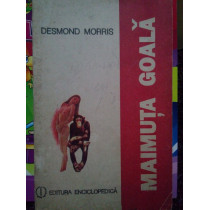 DESMOND MORRIS
MAIMUȚA GOALĂ
EDITURA ENCICLOPEDICĂ